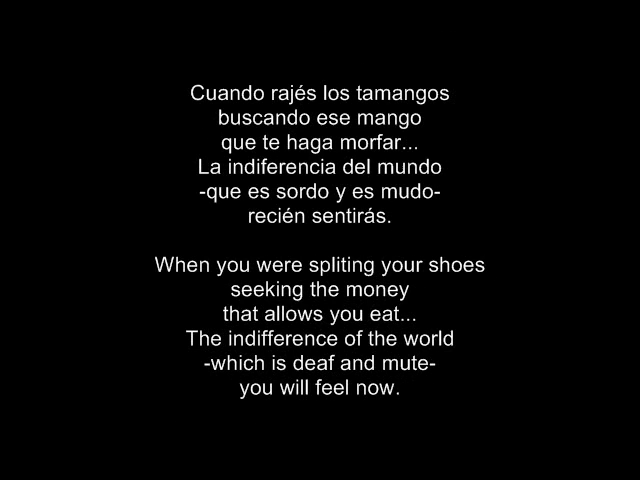 Cuando rajés los tamangos
buscando ese mango
que te haga morfar...
La indiferencia del mundo
-que es sordo y es mudo-
recién sentirás.
When you were spliting your shoes
seeking the money
that allows you eat...
The indifference of the world
-which is deaf and mute-
you will feel now.